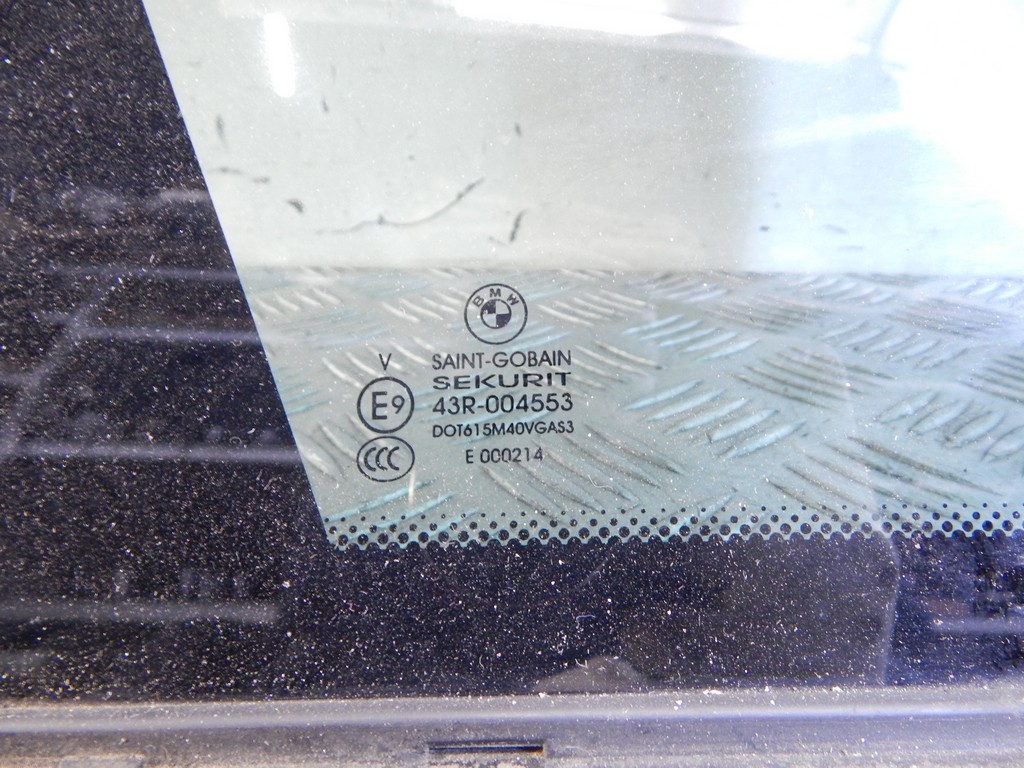 BMW
V
SAINT-GOBAIN
SEKURIT
E9
43R-004553
DOT615M40VGAS3
CCC
E 000214